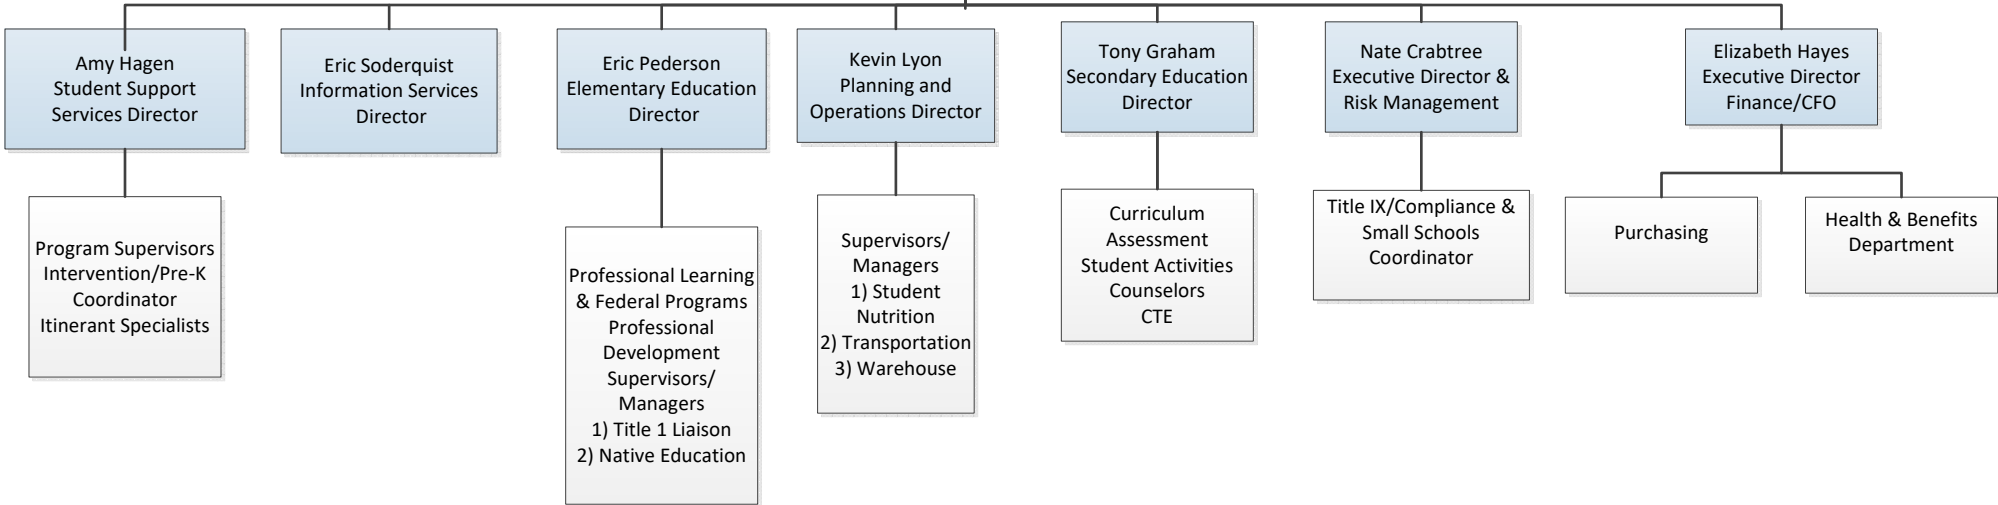 Amy Hagen
Student Support
Services Director
Eric Soderquist
Information Services
Director
Eric Pederson
Elementary Education
Director
Kevin Lyon
Planning and
Operations Director
Tony Graham
Secondary Education
Director
Nate Crabtree
Executive Director &
Risk Management
Elizabeth Hayes
Executive Director
Finance/CFO
Program Supervisors
Intervention/Pre-K
Coordinator
Itinerant Specialists
Professional Learning
& Federal Programs
Professional
Development
Supervisors/
Managers
1) Title 1 Liaison
2) Native Education
Supervisors/
Managers
1) Student
Nutrition
2) Transportation
3) Warehouse
Curriculum
Assessment
Student Activities
Counselors
CTE
Title IX/Compliance &
Small Schools
Coordinator
Purchasing
Health & Benefits
Department